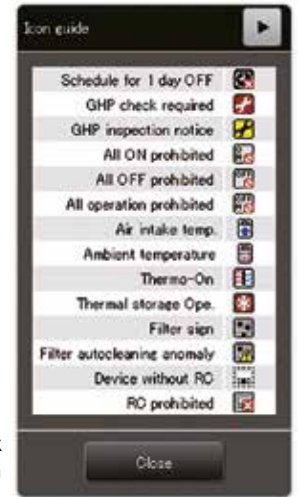 Icon guide
Schedule for 1 day OFF
GHP check required
GHP inspection notice
All ON prohibited
All OFF prohibited
All operation prohibited
Air intake temp.
Ambient temperature
Thermo-On
Thermal storage Ope.
Filter sign
Filter autocleaning anomaly
Device without RC
RC prohibited
Close